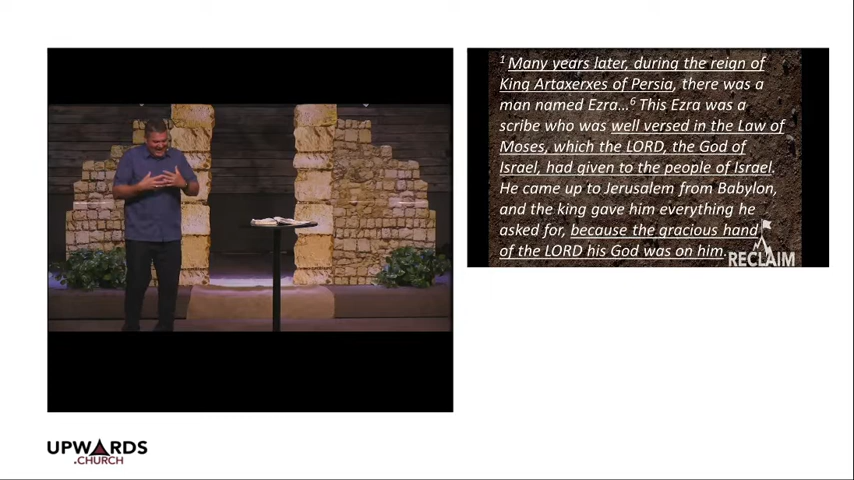 ¹ Many years later, during the reign of
King Artaxerxes of Persia, there was a
man named Ezra...⁶ This Ezra was a
scribe who was well versed in the Law of
Moses, which the LORD, the God of
Israel, had given to the people of Israel.
He came up to Jerusalem from Babylon,
and the king gave him everything he
asked for, because the gracious hand
of the LORD his God was on him.
RECLAIM
UPWARDS
.CHURCH